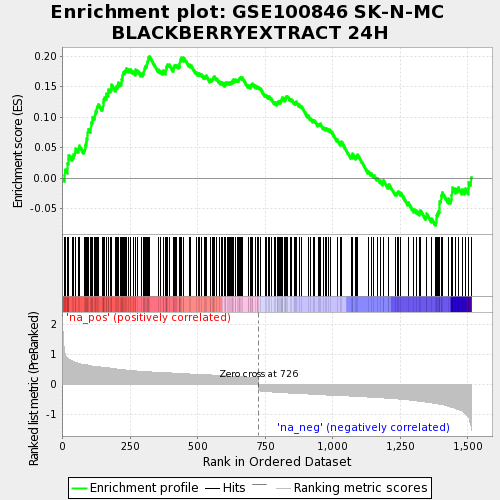 Enrichment plot: GSE100846 SK-N-MC
BLACKBERRYEXTRACT 24H
Enrichment score (ES)
0.20
0.15
0.10
0.05
0.00
-0.05
'na_pos' (positively correlated)
Ranked list metric (PreRanked)
2
1
0
-1
Zero cross at 726
'na_neg' (negatively correlated)
0 250 500 750 1,000 1,250 1,500
Rank in Ordered Dataset
Enrichment profile Hits Ranking metric scores